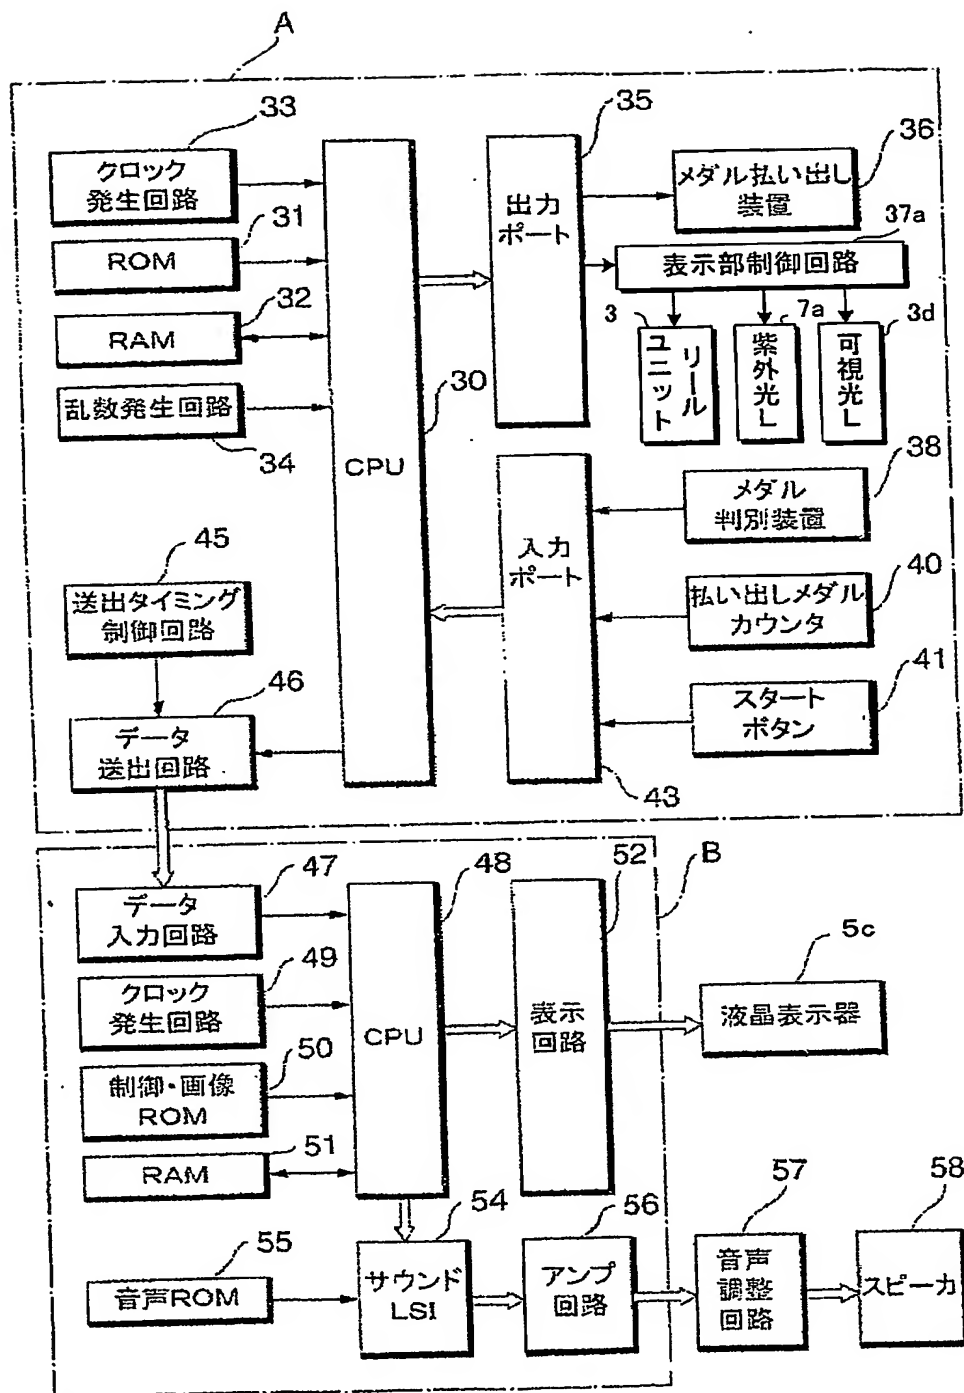 A
33
クロック
発生回路
31
ROM
32
RAM
乱数発生回路
34
30
CPU
35
出力
ポート
36
メダル払い出し
装置
37a
表示部制御回路
3
リール
ユニット
7a
紫外光L
3d
可視光L
38
メダル
判別装置
入力
ポート
40
払い出しメダル
カウンタ
41
スタート
ボタン
43
45
送出タイミング
制御回路
46
データ
送出回路
B
47
データ
入力回路
48
CPU
49
クロック
発生回路
50
制御・画像
ROM
51
RAM
52
表示
回路
5c
液晶表示器
54
サウンド
LSI
55
音声ROM
56
アンプ
回路
57
音声
調整
回路
58
スピーカ